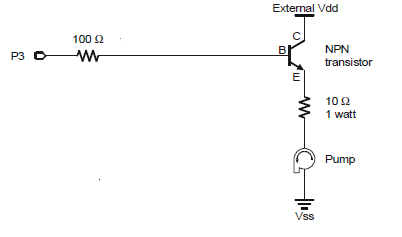 External Vdd
100 Ω
C
P3
B
NPN
transistor
E
10 Ω
1 watt
Pump
Vss